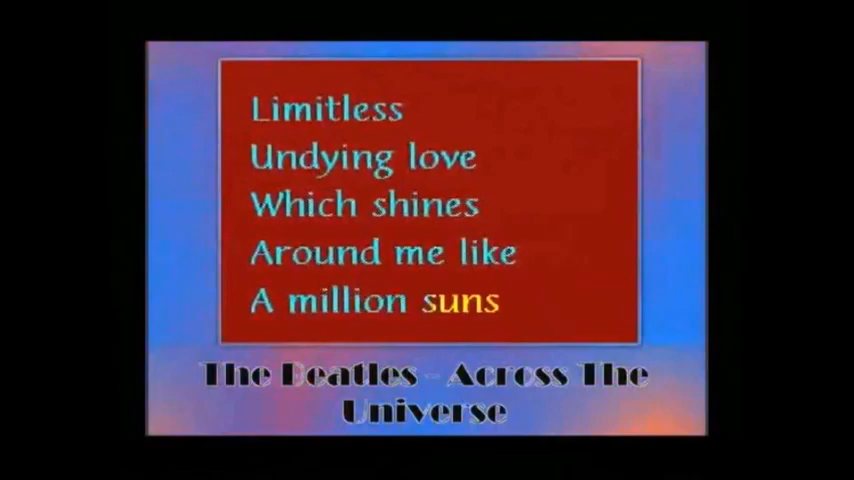 Limitless
Undying love
Which shines
Around me like
A million suns
The Beatles - Across The
Universe